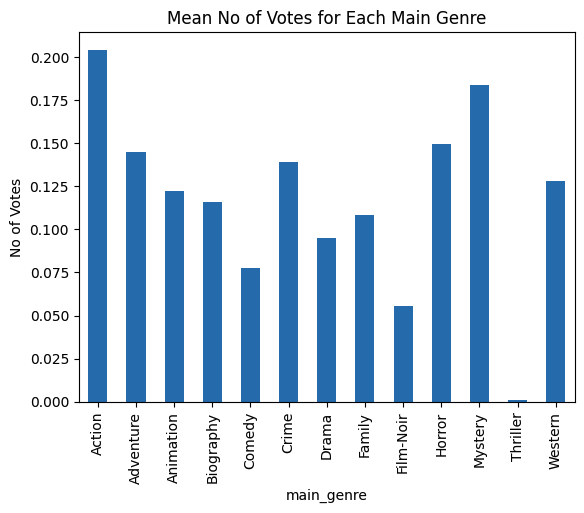 Mean No of Votes for Each Main Genre
No of Votes
0.200
0.175
0.150
0.125
0.100
0.075
0.050
0.025
0.000
Action
Adventure
Animation
Biography
Comedy
Crime
Drama
Family
Film-Noir
Horror
Mystery
Thriller
Western
main_genre